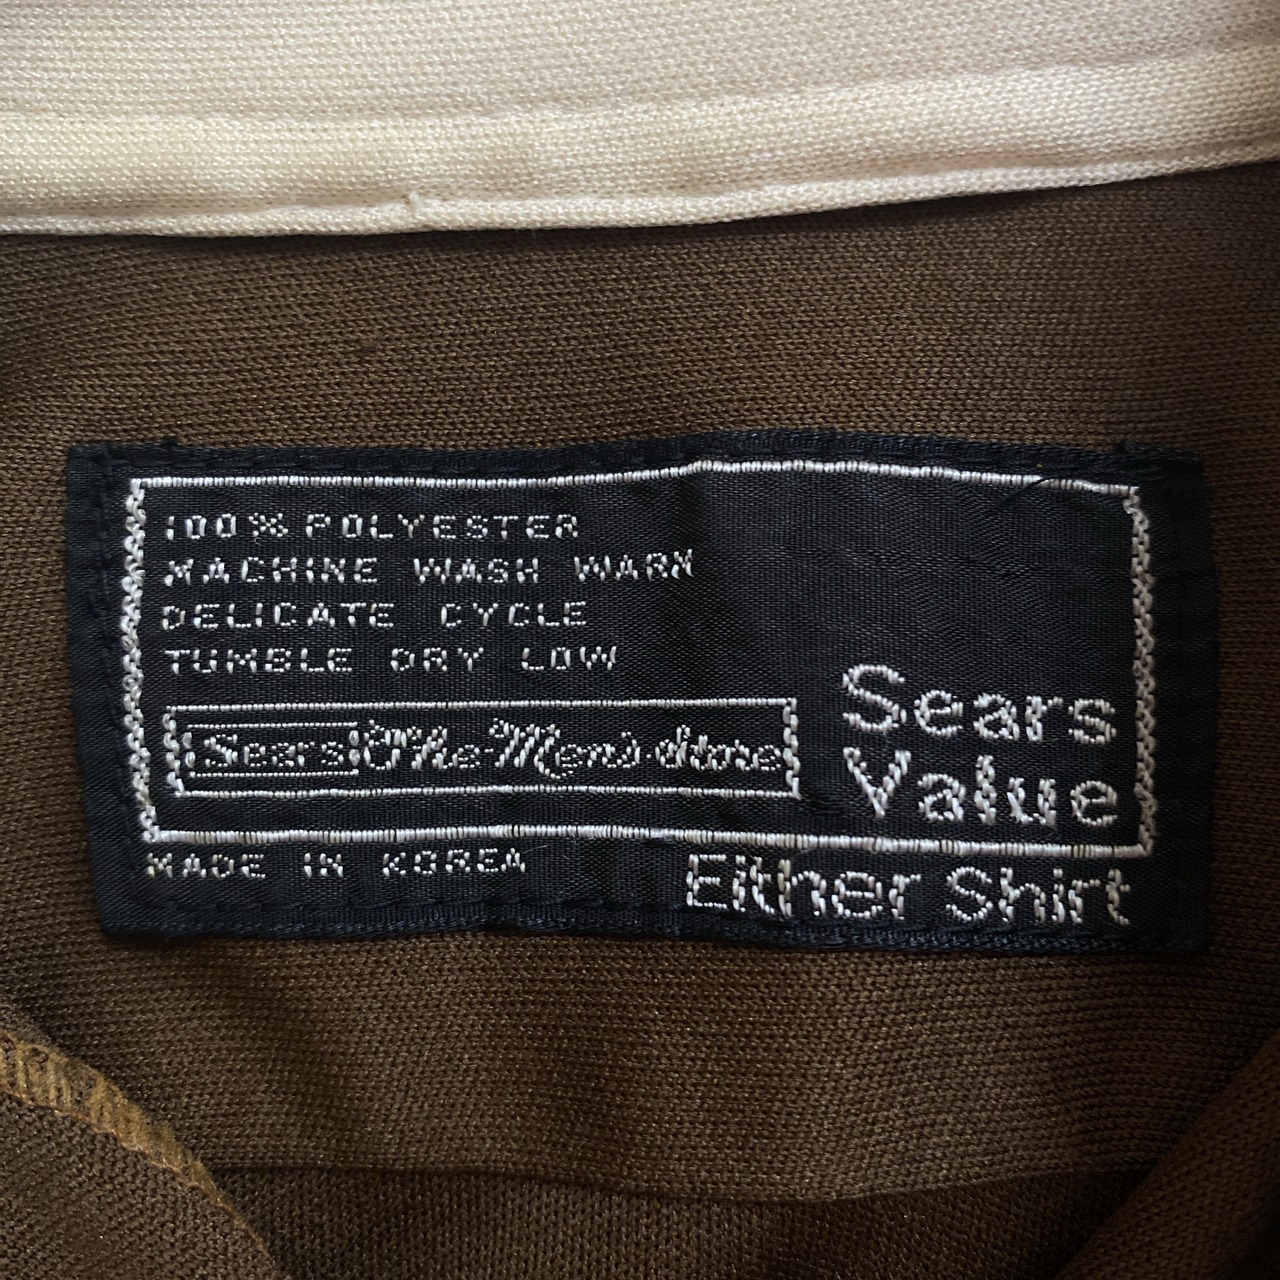 100% POLYESTER
MACHINE WASH WARM
DELICATE CYCLE
TUMBLE DRY LOW
Sears The Men's Store
Sears
Value
MADE IN KOREA
Either Shirt